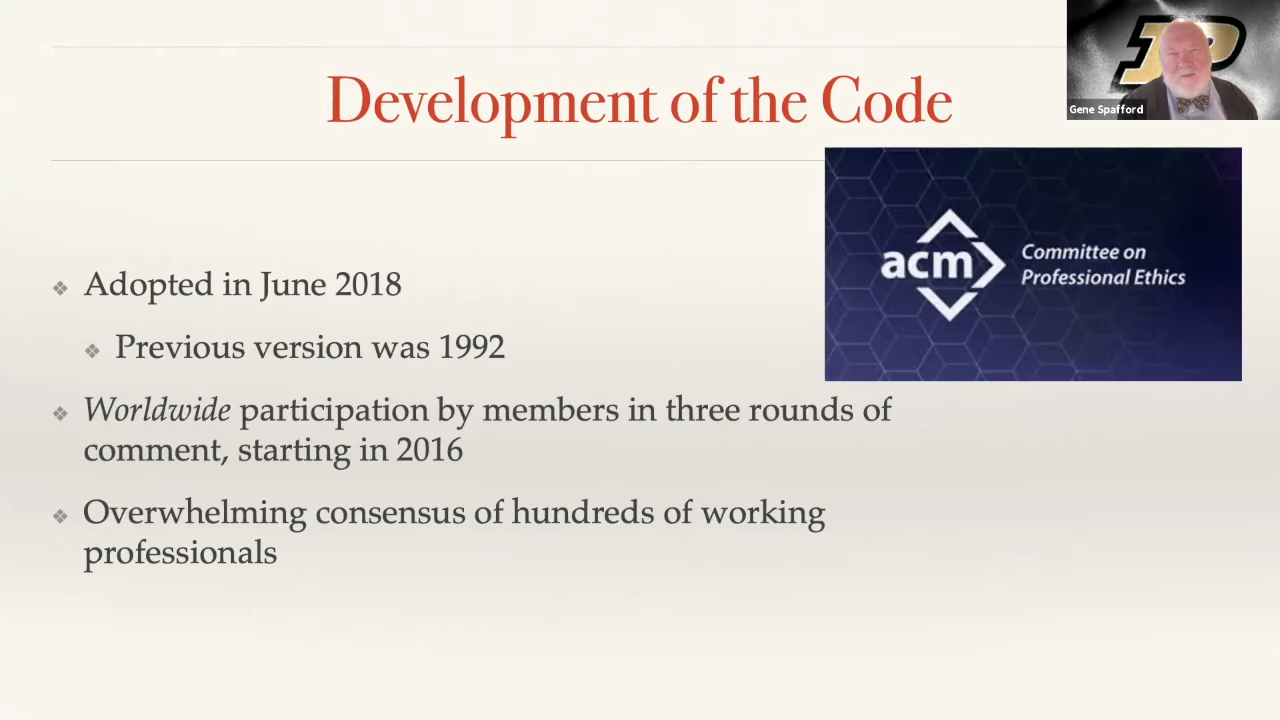 Development of the Code
Gene Spafford
acm
Committee on
Professional Ethics
❖ Adopted in June 2018
❖ Previous version was 1992
❖ Worldwide participation by members in three rounds of
comment, starting in 2016
❖ Overwhelming consensus of hundreds of working
professionals